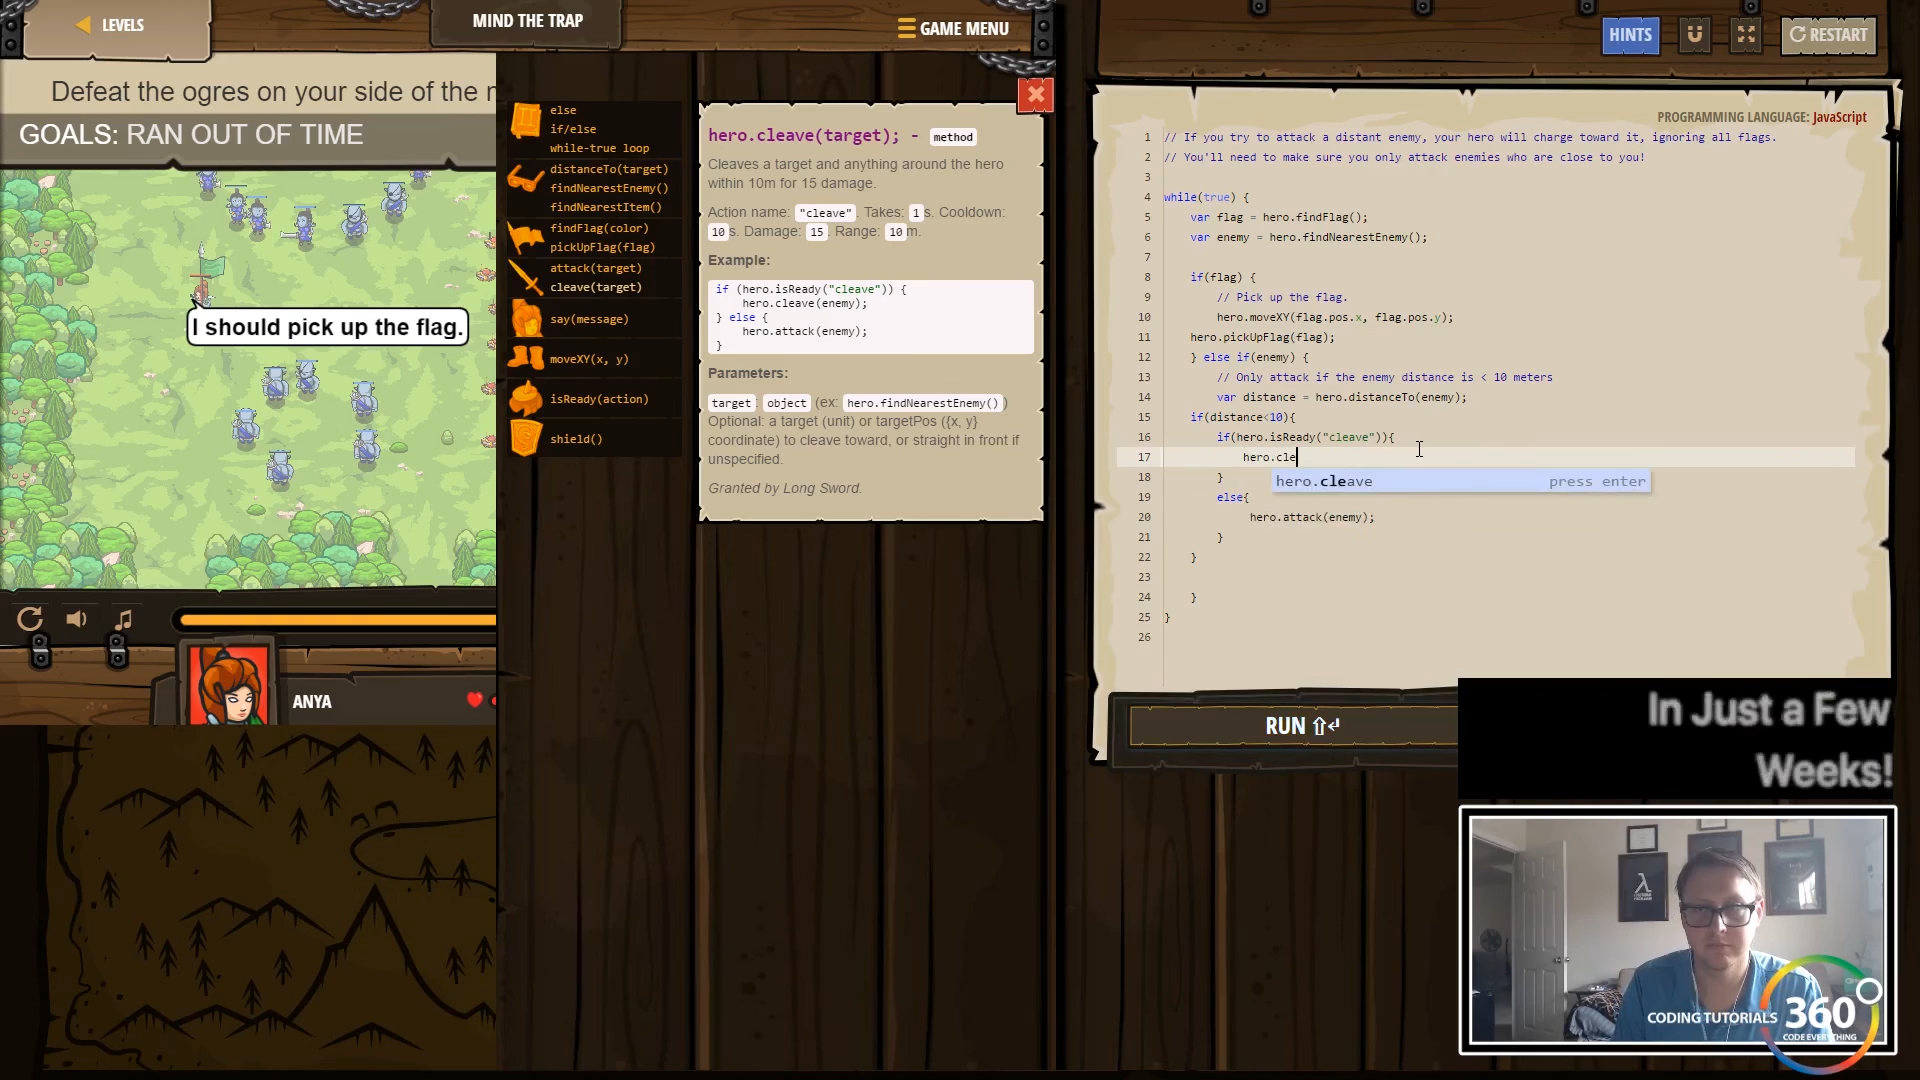 LEVELS
MIND THE TRAP
GAME MENU
HINTS
RESTART
Defeat the ogres on your side of the
GOALS: RAN OUT OF TIME
I should pick up the flag.
ANYA
else
if/else
while-true loop
distanceTo(target)
findNearestEnemy()
findNearestItem()
findFlag(color)
pickUpFlag(flag)
attack(target)
cleave(target)
say(message)
moveXY(x, y)
isReady(action)
shield()
hero.cleave(target); - method
Cleaves a target and anything around the hero
within 10m for 15 damage.
Action name: "cleave". Takes: 1 s. Cooldown:
10 s. Damage: 15 . Range: 10 m.
Example:
if (hero.isReady("cleave")) {
hero.cleave(enemy);
} else {
hero.attack(enemy);
}
Parameters:
target: object (ex: hero.findNearestEnemy() )
Optional: a target (unit) or targetPos ({x, y}
coordinate) to cleave toward, or straight in front if
unspecified.
Granted by Long Sword.
PROGRAMMING LANGUAGE: JavaScript
1 // If you try to attack a distant enemy, your hero will charge toward it, ignoring all flags.
2 // You'll need to make sure you only attack enemies who are close to you!
3
4 while(true) {
5 var flag = hero.findFlag();
6 var enemy = hero.findNearestEnemy();
7
8 if(flag) {
9 // Pick up the flag.
10 hero.moveXY(flag.pos.x, flag.pos.y);
11 hero.pickUpFlag(flag);
12 } else if(enemy) {
13 // Only attack if the enemy distance is < 10 meters
14 var distance = hero.distanceTo(enemy);
15 if(distance<10){
16 if(hero.isReady("cleave")){
17 hero.cle
hero.cleave press enter
18 }
19 else{
20 hero.attack(enemy);
21 }
22 }
23
24 }
25 }
26
RUN
In Just a Few
Weeks!
CODING TUTORIALS 360
CODE EVERYTHING